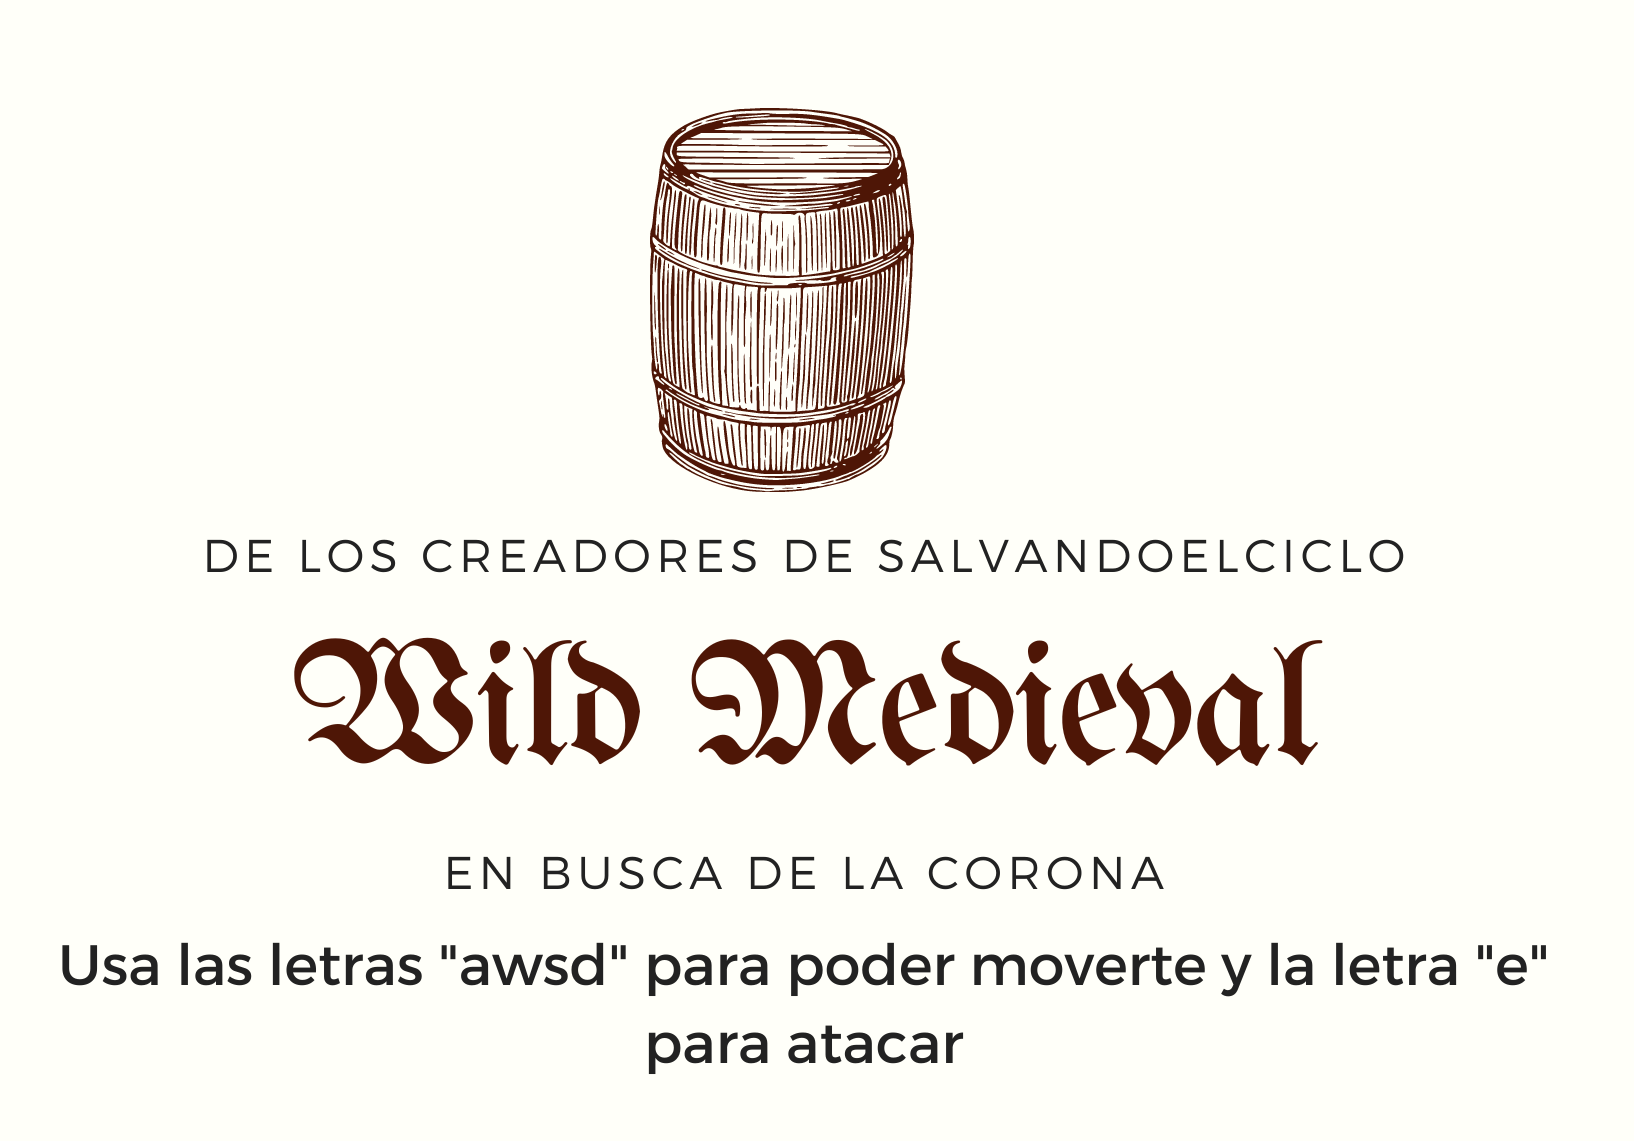 DE LOS CREADORES DE SALVANDOELCICLO
Wild Medieval
EN BUSCA DE LA CORONA
Usa las letras "awsd" para poder moverte y la letra "e"
para atacar